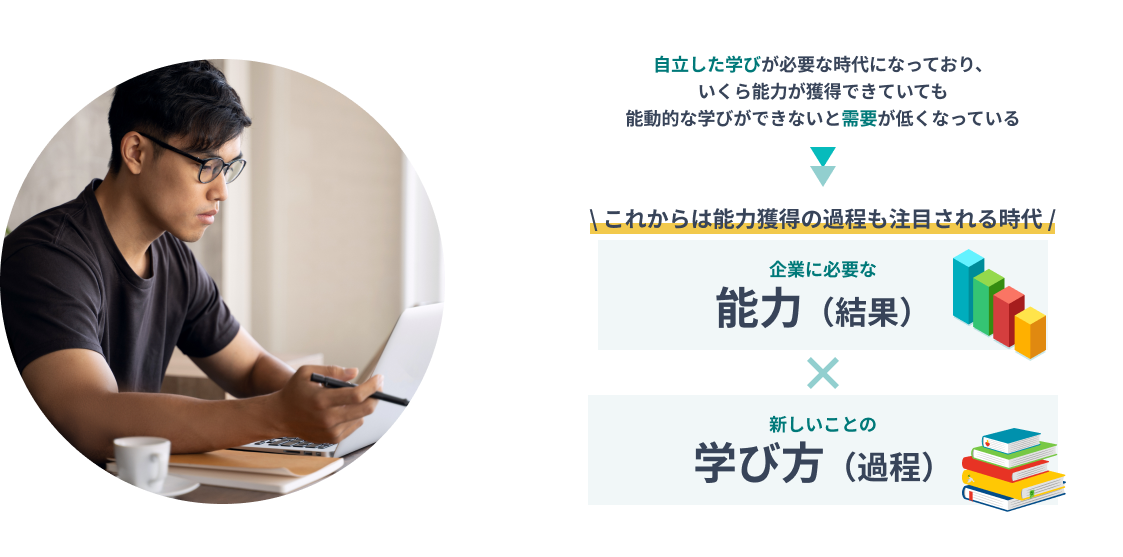 自立した学びが必要な時代になっており、
いくら能力が獲得できていても
能動的な学びができないと需要が低くなっている
\ これからは能力獲得の過程も注目される時代 /
企業に必要な
能力（結果）
×
新しいことの
学び方（過程）